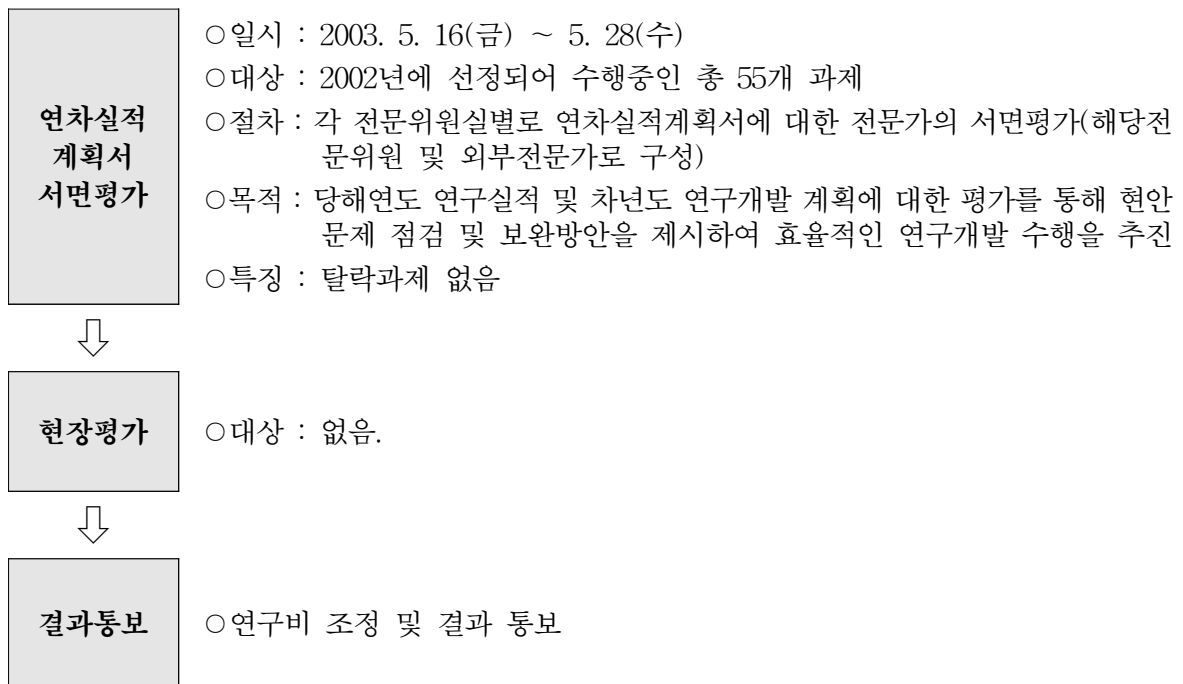 연차실적
계획서
서면평가
○일시 : 2003. 5. 16(금) ~ 5. 28(수)
○대상 : 2002년에 선정되어 수행중인 총 55개 과제
○절차 : 각 전문위원실별로 연차실적계획서에 대한 전문가의 서면평가(해당전
문위원 및 외부전문가로 구성)
○목적 : 당해연도 연구실적 및 차년도 연구개발 계획에 대한 평가를 통해 현안
문제 점검 및 보완방안을 제시하여 효율적인 연구개발 수행을 추진
○특징 : 탈락과제 없음
현장평가
○대상 : 없음.
결과통보
○연구비 조정 및 결과 통보